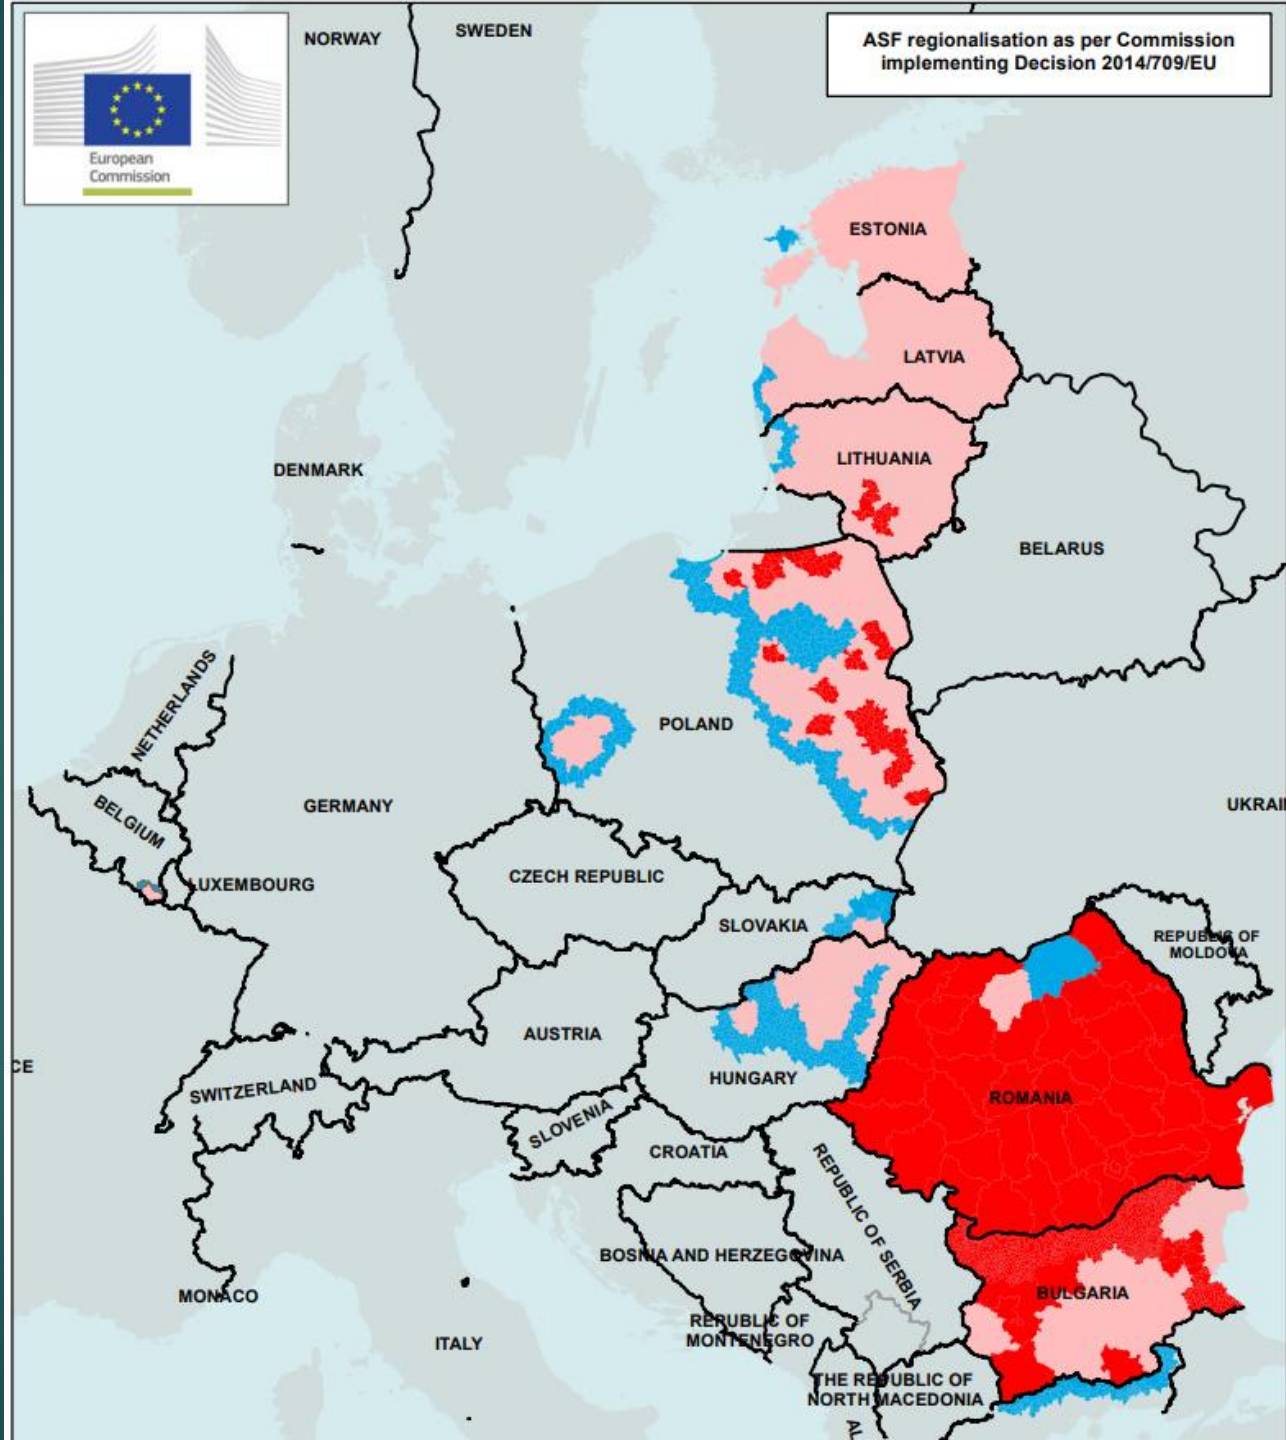 ASF regionalisation as per Commission
implementing Decision 2014/709/EU
European
Commission
NORWAY
SWEDEN
ESTONIA
LATVIA
LITHUANIA
DENMARK
BELARUS
NETHERLANDS
POLAND
BELGIUM
GERMANY
UKRAI
LUXEMBOURG
CZECH REPUBLIC
SLOVAKIA
REPUBLIC OF
MOLDOVA
AUSTRIA
CE
HUNGARY
SWITZERLAND
ROMANIA
SLOVENIA
CROATIA
REPUBLIC OF SERBIA
BOSNIA AND HERZEGOVINA
MONACO
BULGARIA
ITALY
REPUBLIC OF
MONTENEGRO
THE REPUBLIC OF
NORTH MACEDONIA
AL